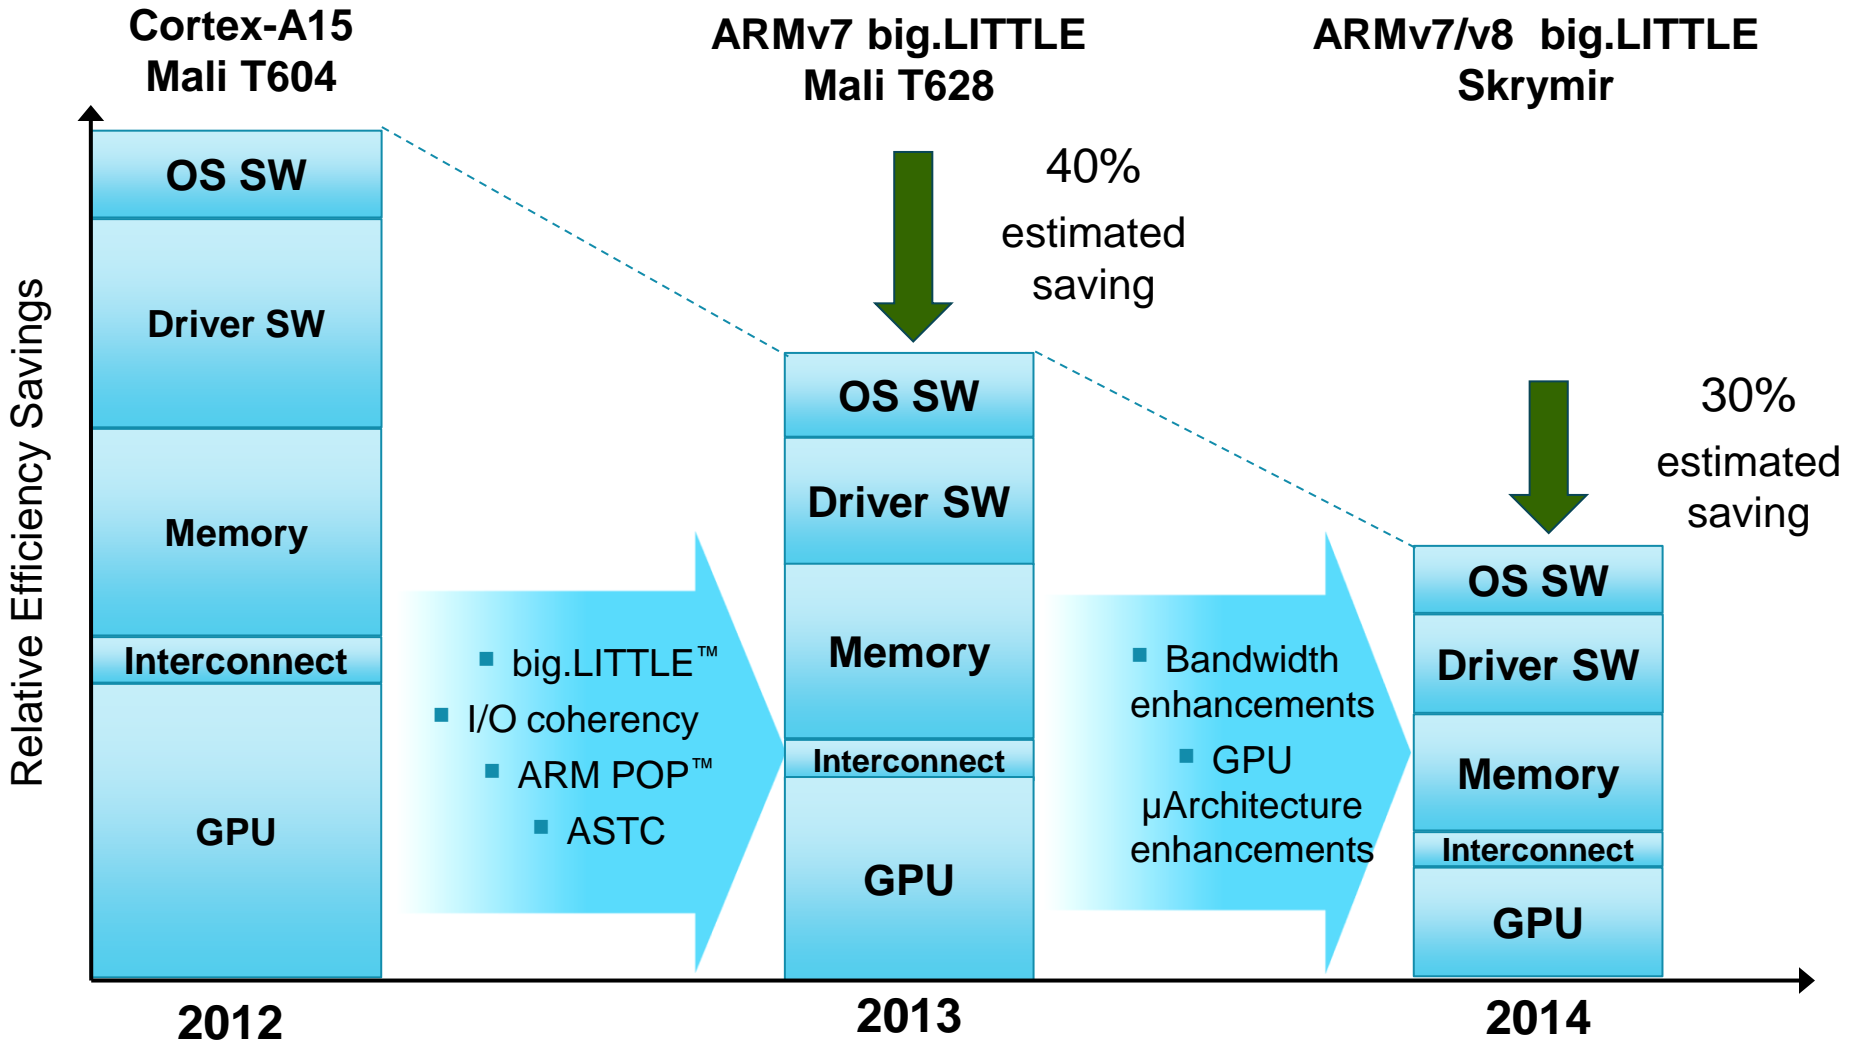 Cortex-A15
Mali T604
ARMv7 big.LITTLE
Mali T628
ARMv7/v8 big.LITTLE
Skrymir
Relative Efficiency Savings
OS SW
Driver SW
Memory
Interconnect
GPU
▪ big.LITTLE™
▪ I/O coherency
▪ ARM POP™
▪ ASTC
40%
estimated
saving
OS SW
Driver SW
Memory
Interconnect
GPU
▪ Bandwidth
enhancements
▪ GPU
µArchitecture
enhancements
30%
estimated
saving
OS SW
Driver SW
Memory
Interconnect
GPU
2012
2013
2014